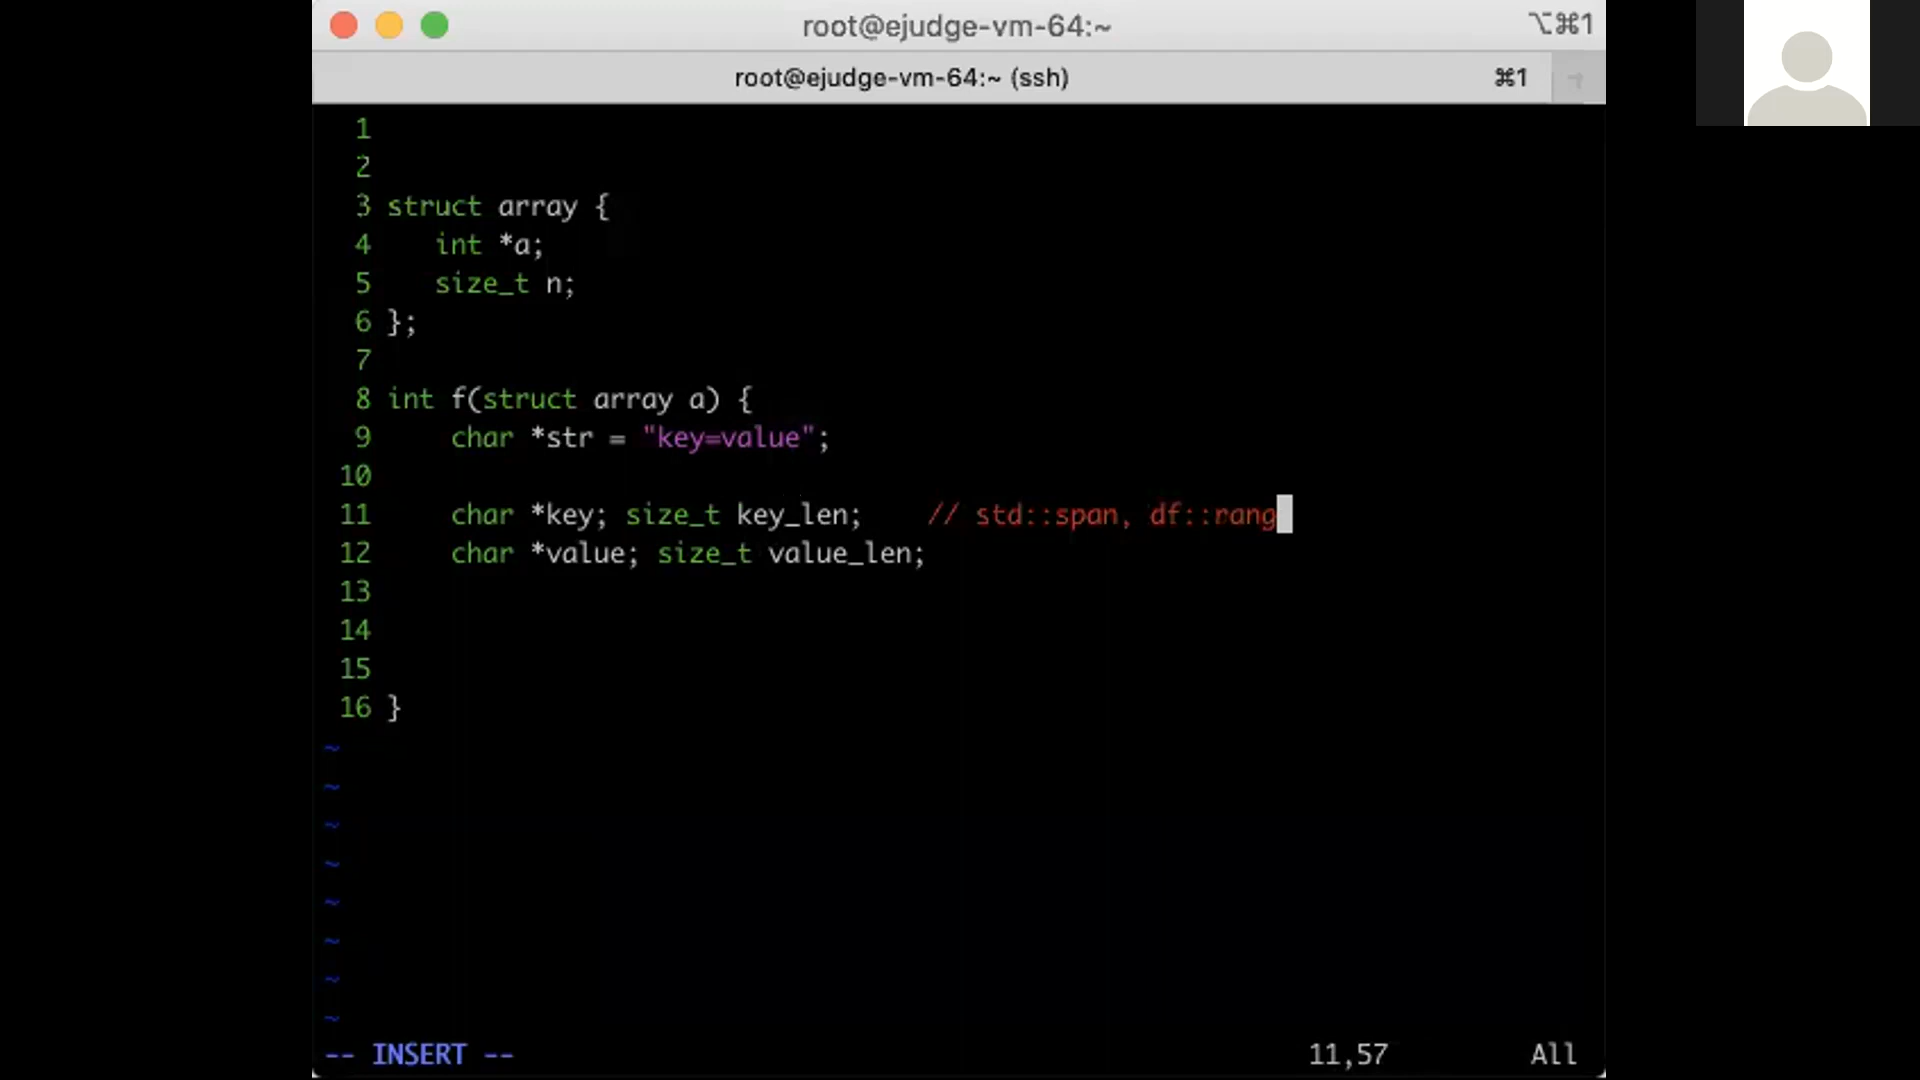 root@ejudge-vm-64:~
⌥⌘1
root@ejudge-vm-64:~ (ssh)
⌘1
1
2
3 struct array {
4    int *a;
5    size_t n;
6 };
7
8 int f(struct array a) {
9     char *str = "key=value";
10
11     char *key; size_t key_len;    // std::span, df::rang
12     char *value; size_t value_len;
13
14
15
16 }
~
~
~
~
~
~
~
~
-- INSERT -- 11,57 All